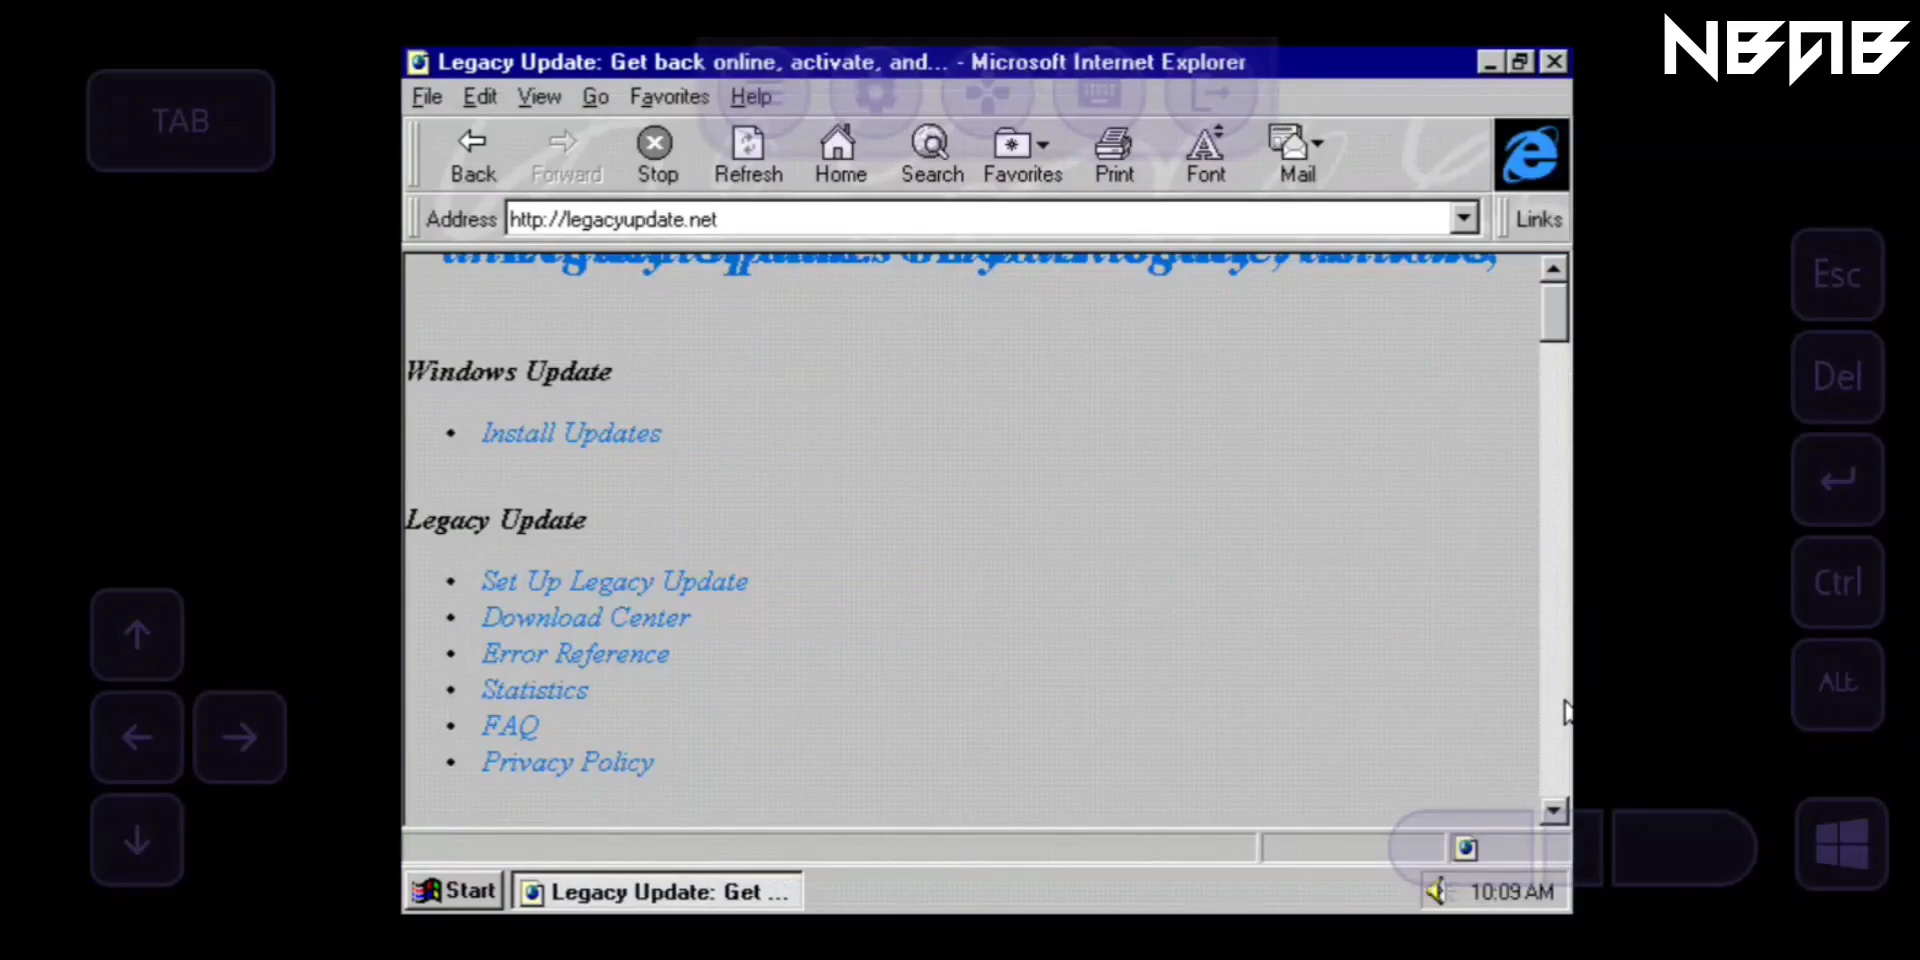 NBAB
TAB
Legacy Update: Get back online, activate, and... - Microsoft Internet Explorer
File Edit View Go Favorites Help
Back Forward Stop Refresh Home Search Favorites Print Font Mail
Address http://legacyupdate.net Links
Windows Update
• Install Updates
Legacy Update
• Set Up Legacy Update
• Download Center
• Error Reference
• Statistics
• FAQ
• Privacy Policy
Esc
Del
Ctrl
ALt
Start Legacy Update: Get ... 10:09 AM